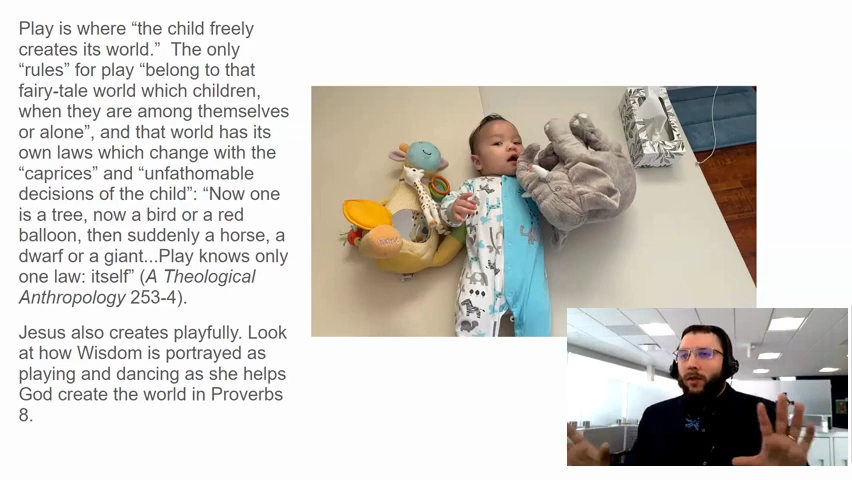 Play is where “the child freely
creates its world.”  The only
“rules” for play “belong to that
fairy-tale world which children,
when they are among themselves
or alone”, and that world has its
own laws which change with the
“caprices” and “unfathomable
decisions of the child”: “Now one
is a tree, now a bird or a red
balloon, then suddenly a horse, a
dwarf or a giant...Play knows only
one law: itself” (A Theological
Anthropology 253-4).
Jesus also creates playfully. Look
at how Wisdom is portrayed as
playing and dancing as she helps
God create the world in Proverbs
8.